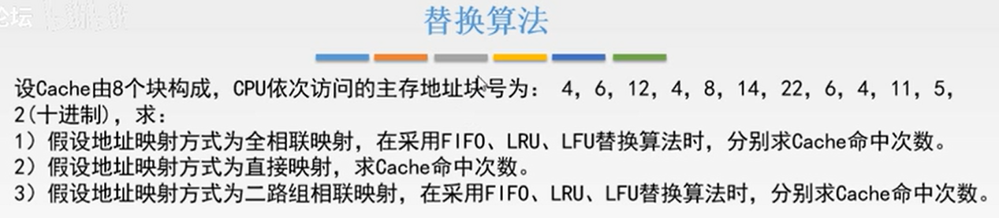 论坛
替换算法
设Cache由8个块构成，CPU依次访问的主存地址块号为： 4，6，12，4，8，14，22，6，4，11，5，
2(十进制)，求：
1）假设地址映射方式为全相联映射，在采用FIFO、LRU、LFU替换算法时，分别求Cache命中次数。
2）假设地址映射方式为直接映射，求Cache命中次数。
3）假设地址映射方式为二路组相联映射，在采用FIFO、LRU、LFU替换算法时，分别求Cache命中次数。